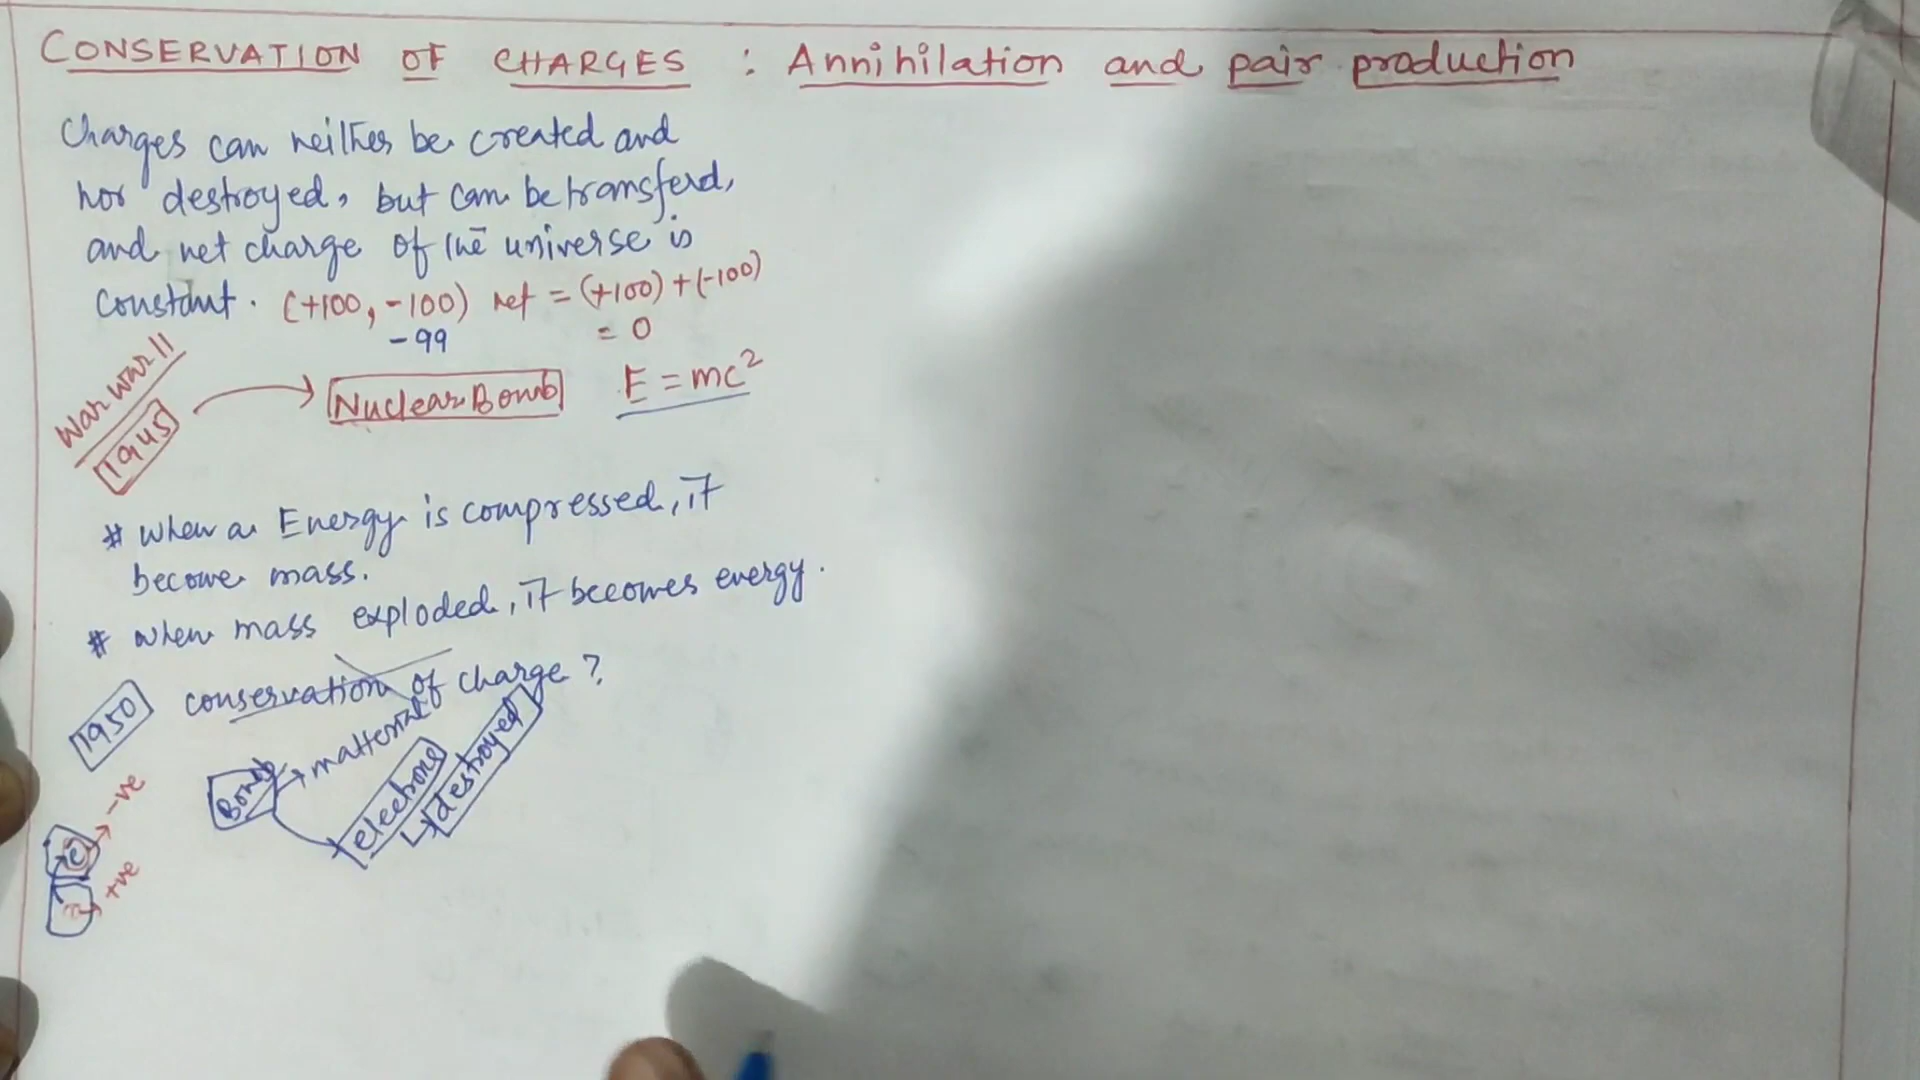 CONSERVATION OF CHARGES : Annihilation and pair production
Charges can neither be created and
nor destroyed, but can be transferd,
and net charge of the universe is
Constant. (+100, -100) net = (+100) + (-100)
-99 = 0
War War II
1945 → Nuclear Bomb E = mc²
# when a Energy is compressed, it
become mass.
# when mass exploded, it becomes energy.
1950 conservation of charge ?
Bomb → matterial
electrons
↳ destroyed
e → -ve
+ve